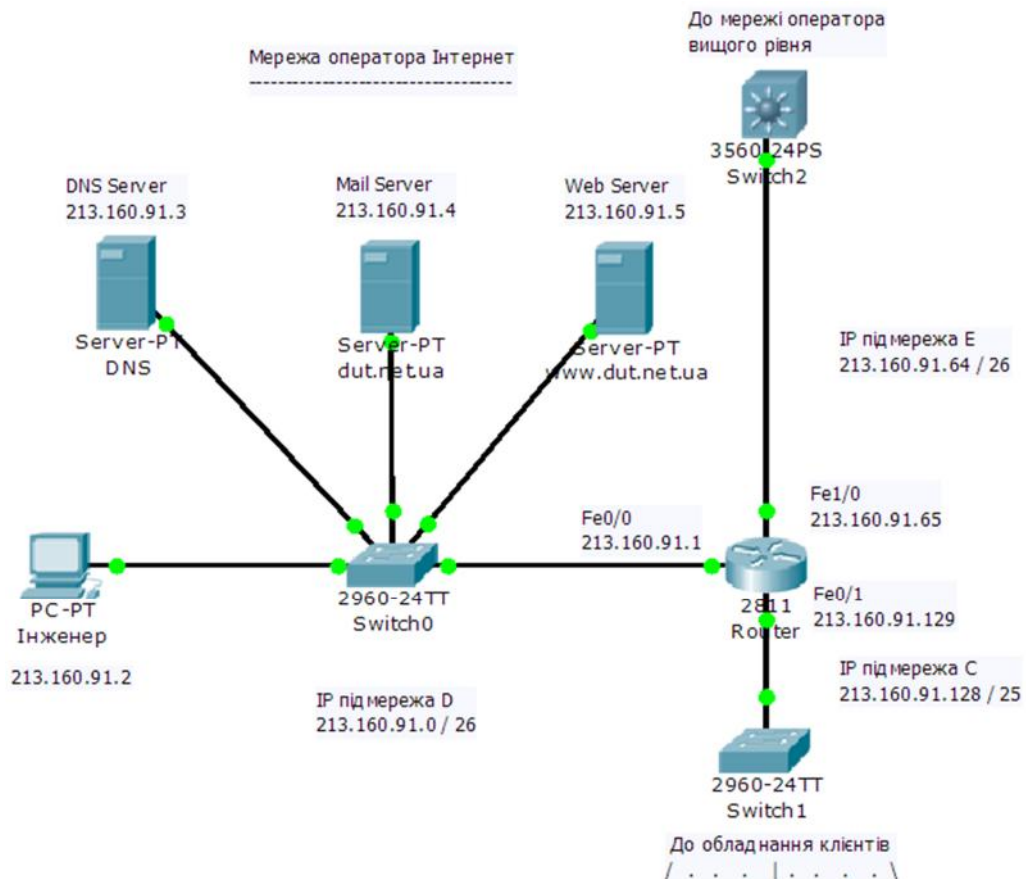 До мережі оператора
вищого рівня
Мережа оператора Інтернет
------------------------------------
3560-24PS
Switch2
DNS Server
213.160.91.3
Mail Server
213.160.91.4
Web Server
213.160.91.5
Server-PT
DNS
Server-PT
dut.net.ua
Server-PT
www.dut.net.ua
IP підмережа E
213.160.91.64 / 26
Fe1/0
213.160.91.65
Fe0/0
213.160.91.1
PC-PT
Інженер
213.160.91.2
2960-24TT
Switch0
2811
Router
Fe0/1
213.160.91.129
IP підмережа D
213.160.91.0 / 26
IP підмережа C
213.160.91.128 / 25
2960-24TT
Switch1
До обладнання клієнтів
/ . . . | . . . . \